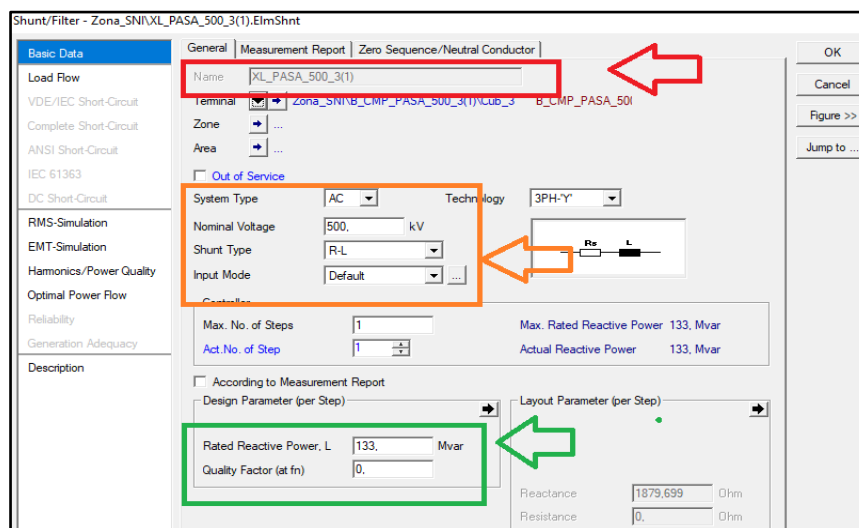 Shunt/Filter - Zona_SNI\XL_PASA_500_3(1).ElmShnt
Basic Data
Load Flow
VDE/IEC Short-Circuit
Complete Short-Circuit
ANSI Short-Circuit
IEC 61363
DC Short-Circuit
RMS-Simulation
EMT-Simulation
Harmonics/Power Quality
Optimal Power Flow
Reliability
Generation Adequacy
Description
General Measurement Report Zero Sequence/Neutral Conductor
Name XL_PASA_500_3(1)
Terminal Zona_SNI\B_CMP_PASA_500_3(1)\Cub_3 B_CMP_PASA_50(
Zone ...
Area ...
Out of Service
System Type AC Technology 3PH-'Y'
Nominal Voltage 500, kV
Shunt Type R-L
Rs L
Input Mode Default ...
Controller
Max. No. of Steps 1 Max. Rated Reactive Power 133, Mvar
Act.No. of Step 1 Actual Reactive Power 133, Mvar
According to Measurement Report
Design Parameter (per Step) Layout Parameter (per Step)
Rated Reactive Power, L 133, Mvar
Quality Factor (at fn) 0,
Reactance 1879,699 Ohm
Resistance 0, Ohm
OK
Cancel
Figure >>
Jump to ...